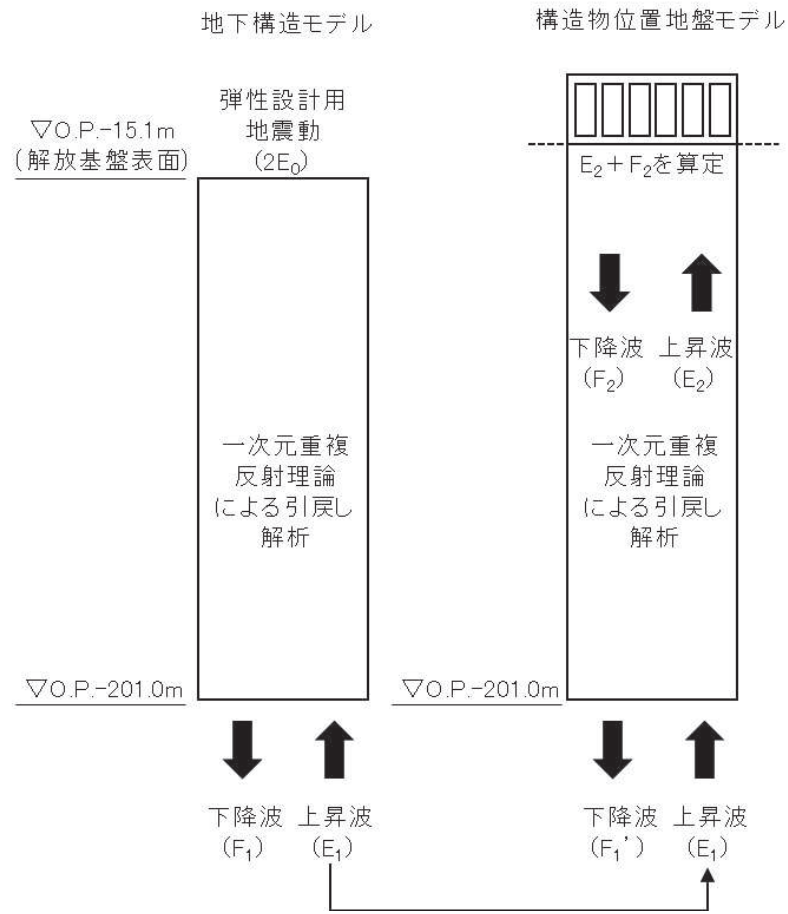 地下構造モデル
構造物位置地盤モデル
弾性設計用
地震動
(2E₀)
▽O.P.-15.1m
(解放基盤表面)
E₂+F₂を算定
下降波
(F₂)
上昇波
(E₂)
一次元重複
反射理論
による引戻し
解析
一次元重複
反射理論
による引戻し
解析
▽O.P.-201.0m
▽O.P.-201.0m
下降波
(F₁)
上昇波
(E₁)
下降波
(F₁')
上昇波
(E₁)